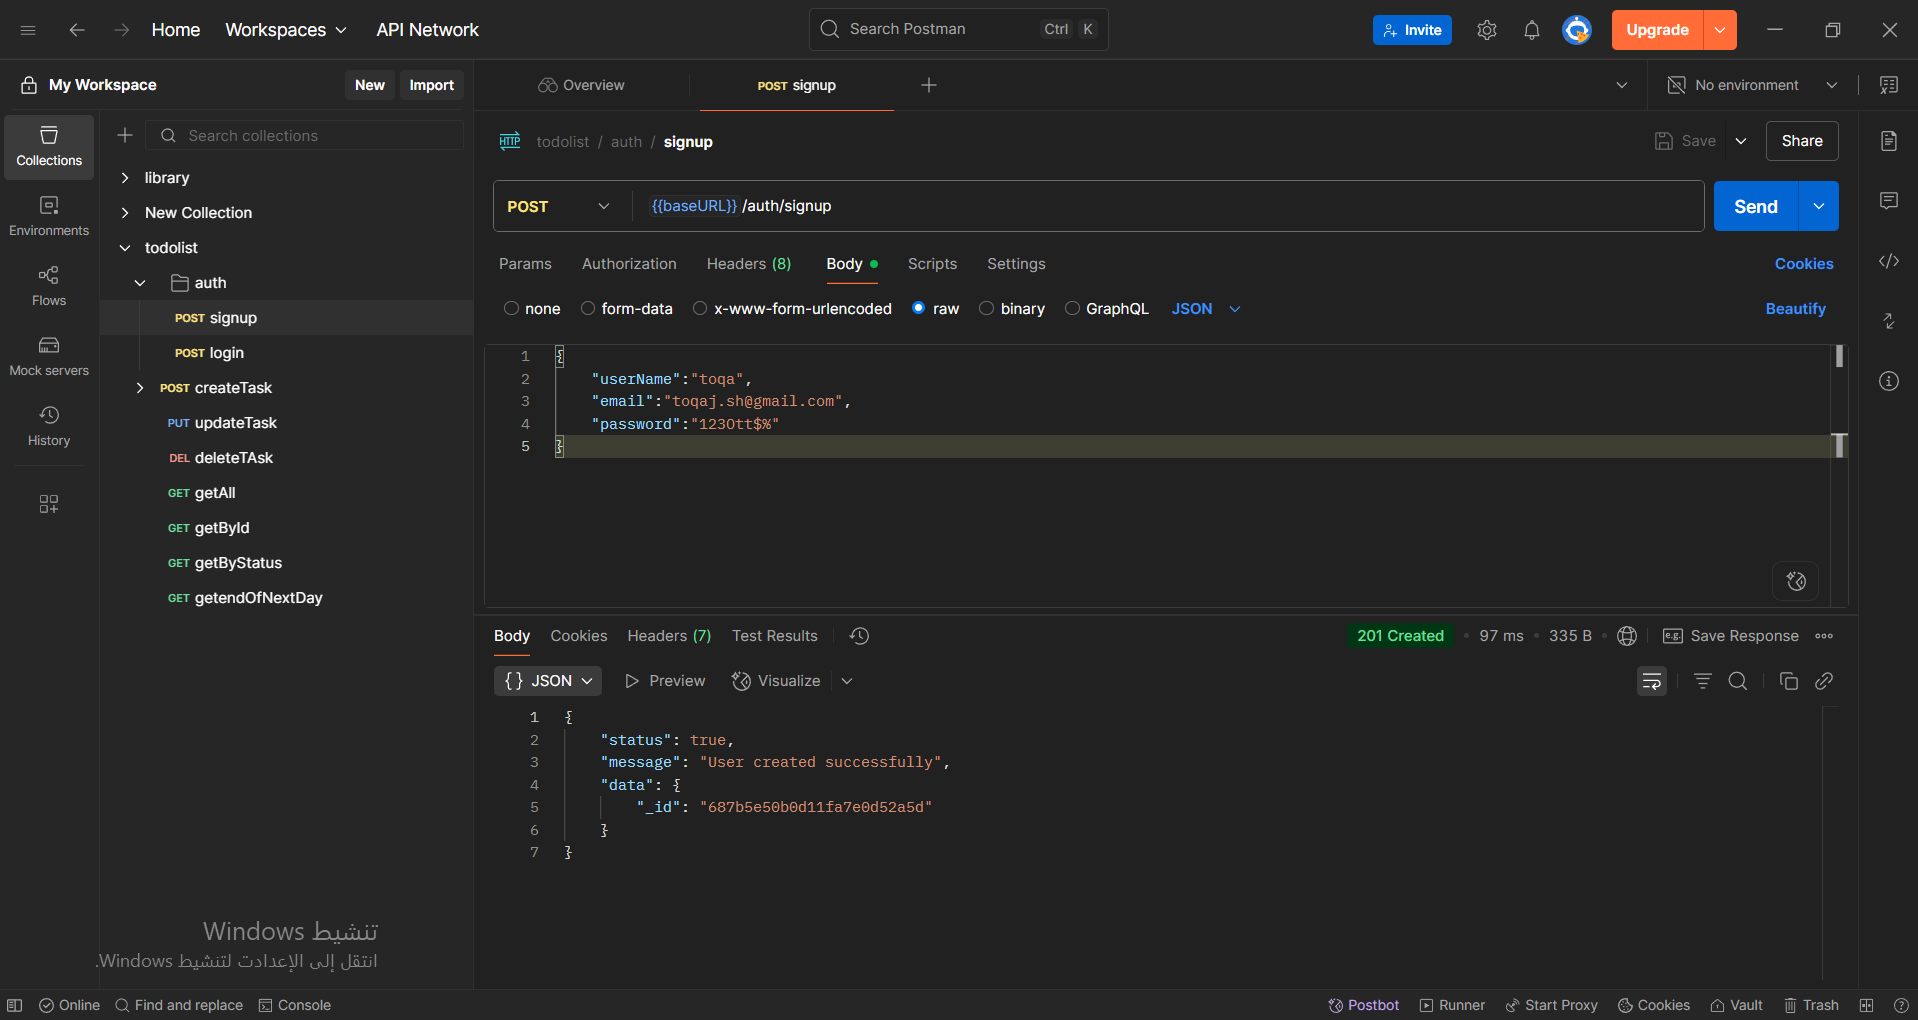 Home
Workspaces
API Network
Search Postman
Ctrl K
Invite
Upgrade
My Workspace
New
Import
Overview
POST signup
No environment
Collections
Environments
Flows
Mock servers
History
Search collections
library
New Collection
todolist
auth
POST signup
POST login
POST createTask
PUT updateTask
DEL deleteTAsk
GET getAll
GET getById
GET getByStatus
GET getendOfNextDay
HTTP todolist / auth / signup
Save
Share
POST
{{baseURL}} /auth/signup
Send
Params
Authorization
Headers (8)
Body
Scripts
Settings
Cookies
none
form-data
x-www-form-urlencoded
raw
binary
GraphQL
JSON
Beautify
1 {
2 "userName":"toqa",
3 "email":"toqaj.sh@gmail.com",
4 "password":"1230tt$%"
5 }
Body
Cookies
Headers (7)
Test Results
201 Created
97 ms
335 B
e.g. Save Response
{} JSON
Preview
Visualize
1 {
2 "status": true,
3 "message": "User created successfully",
4 "data": {
5 "_id": "687b5e50b0d11fa7e0d52a5d"
6 }
7 }
تنشيط Windows
انتقل إلى الإعدادت لتنشيط Windows.
Online
Find and replace
Console
Postbot
Runner
Start Proxy
Cookies
Vault
Trash